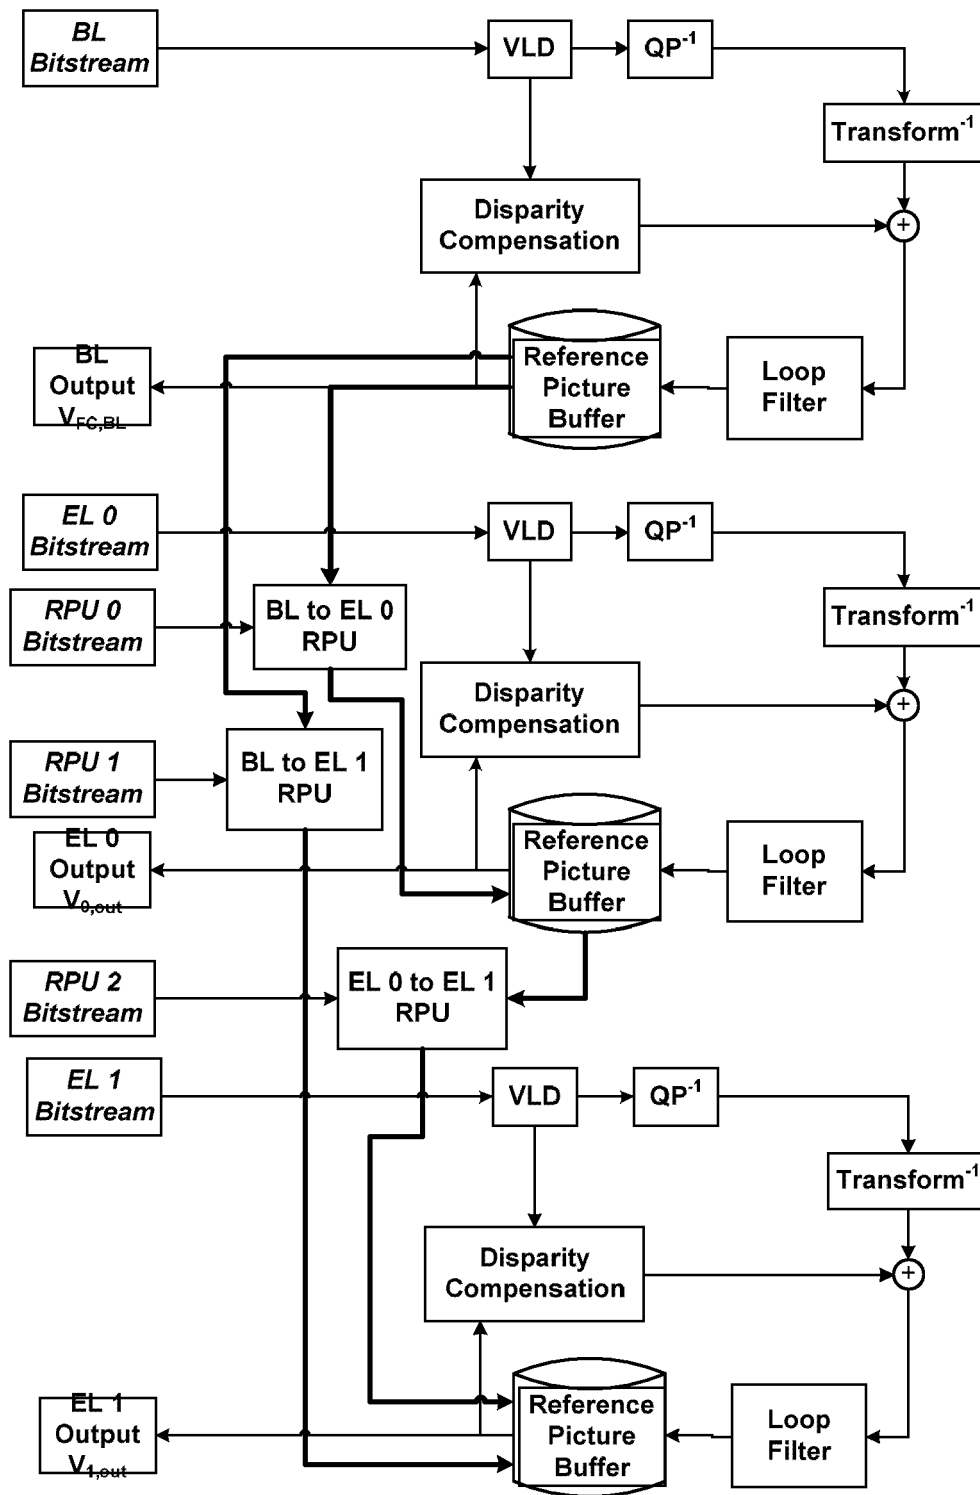 BL
Bitstream
VLD
QP-1
Transform-1
Disparity
Compensation
+
BL
Output
VFC,BL
Reference
Picture
Buffer
Loop
Filter
EL 0
Bitstream
VLD
QP-1
RPU 0
Bitstream
BL to EL 0
RPU
Transform-1
Disparity
Compensation
+
RPU 1
Bitstream
BL to EL 1
RPU
EL 0
Output
V0,out
Reference
Picture
Buffer
Loop
Filter
RPU 2
Bitstream
EL 0 to EL 1
RPU
EL 1
Bitstream
VLD
QP-1
Transform-1
Disparity
Compensation
+
EL 1
Output
V1,out
Reference
Picture
Buffer
Loop
Filter